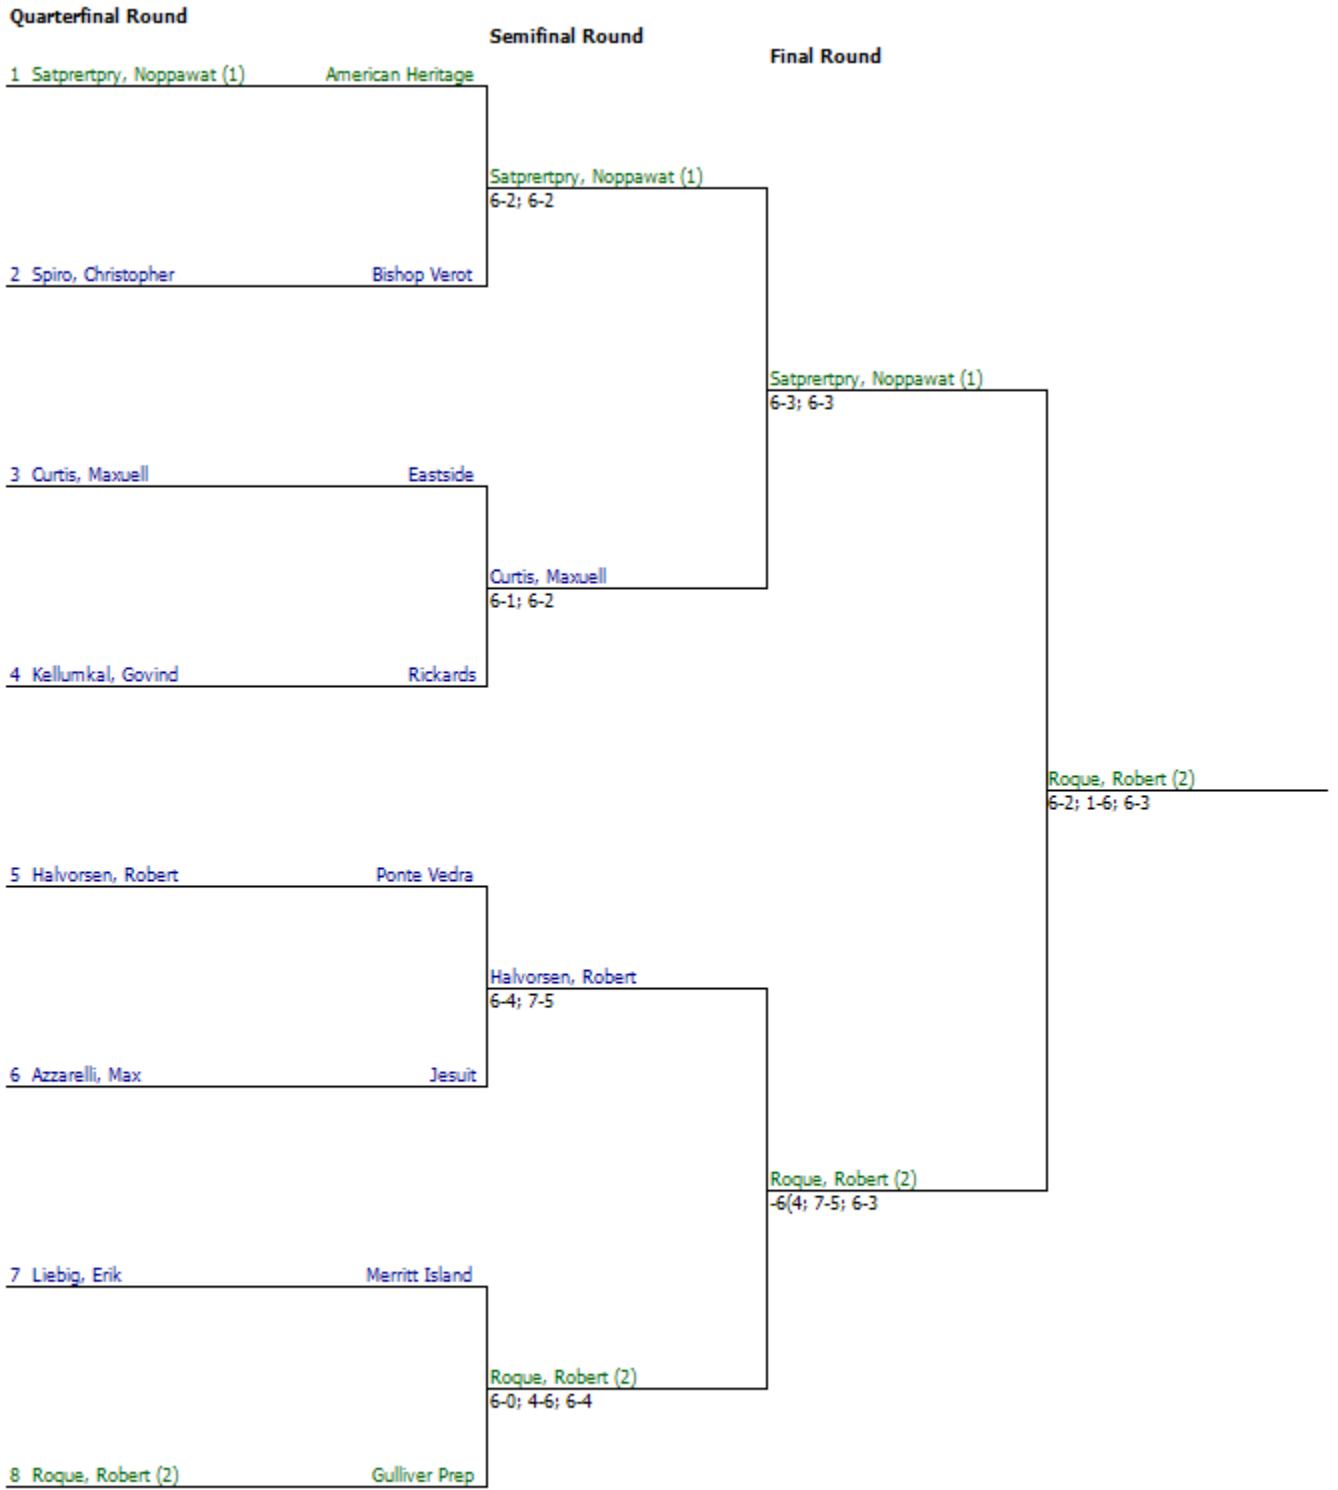 Quarterfinal Round
Semifinal Round
Final Round
1 Satprertpry, Noppawat (1) American Heritage
Satprertpry, Noppawat (1)
6-2; 6-2
2 Spiro, Christopher Bishop Verot
Satprertpry, Noppawat (1)
6-3; 6-3
3 Curtis, Maxuell Eastside
Curtis, Maxuell
6-1; 6-2
4 Kellumkal, Govind Rickards
Roque, Robert (2)
6-2; 1-6; 6-3
5 Halvorsen, Robert Ponte Vedra
Halvorsen, Robert
6-4; 7-5
6 Azzarelli, Max Jesuit
Roque, Robert (2)
-6(4; 7-5; 6-3
7 Liebig, Erik Merritt Island
Roque, Robert (2)
6-0; 4-6; 6-4
8 Roque, Robert (2) Gulliver Prep